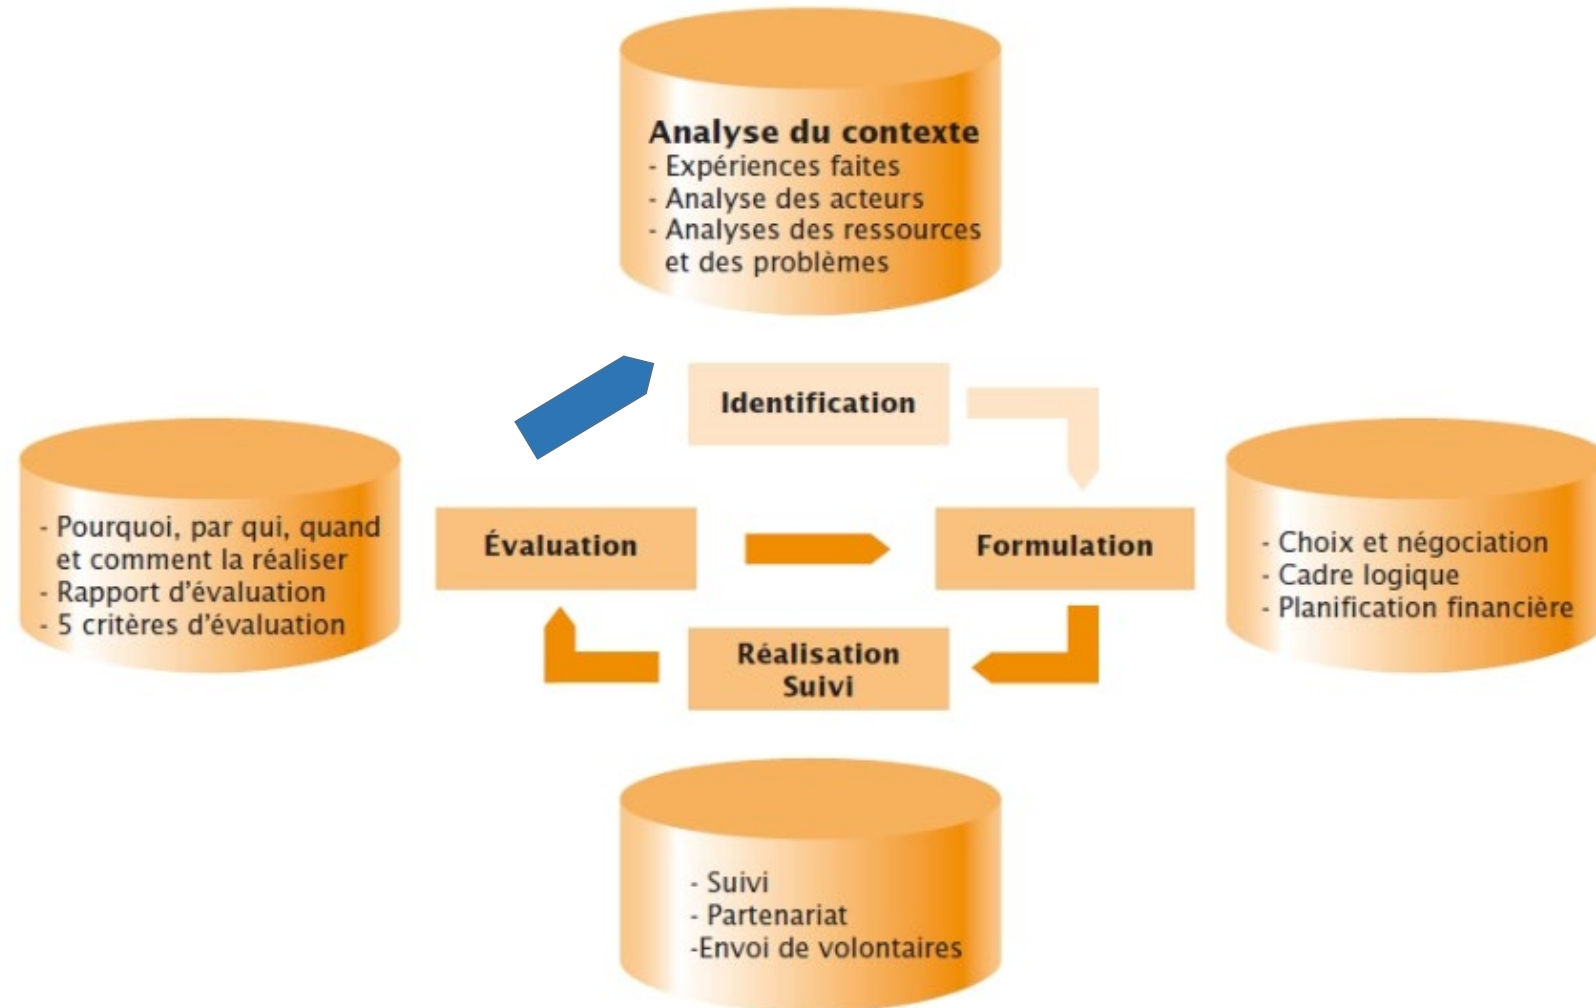 Analyse du contexte
- Expériences faites
- Analyse des acteurs
- Analyses des ressources
et des problèmes
Identification
- Pourquoi, par qui, quand
et comment la réaliser
- Rapport d’évaluation
- 5 critères d’évaluation
Évaluation
Formulation
- Choix et négociation
- Cadre logique
- Planification financière
Réalisation
Suivi
- Suivi
- Partenariat
-Envoi de volontaires